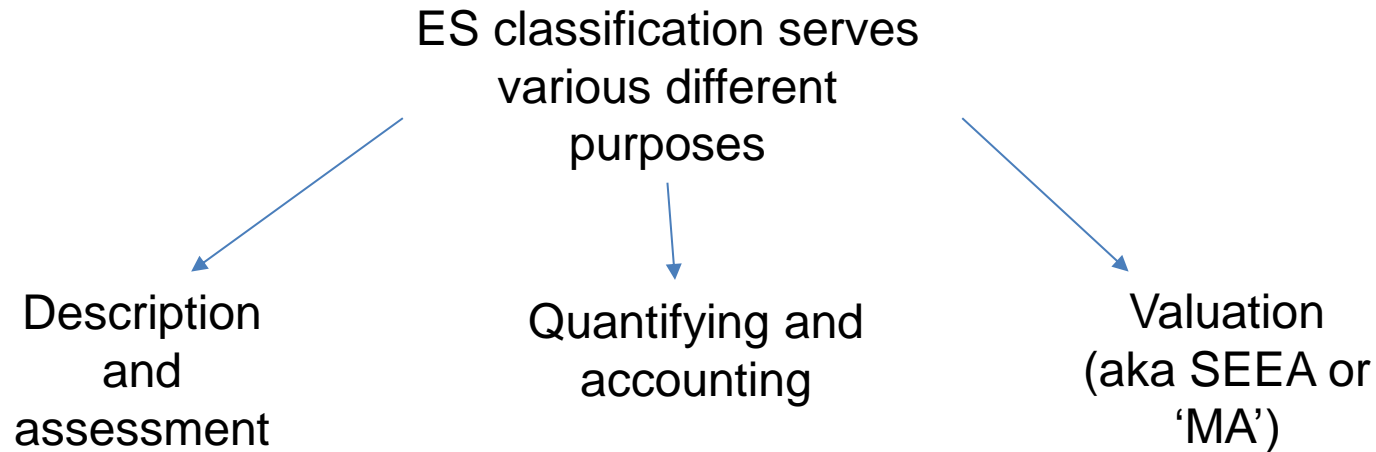 ES classification serves
various different
purposes
Description
and
assessment
Quantifying and
accounting
Valuation
(aka SEEA or
‘MA’)